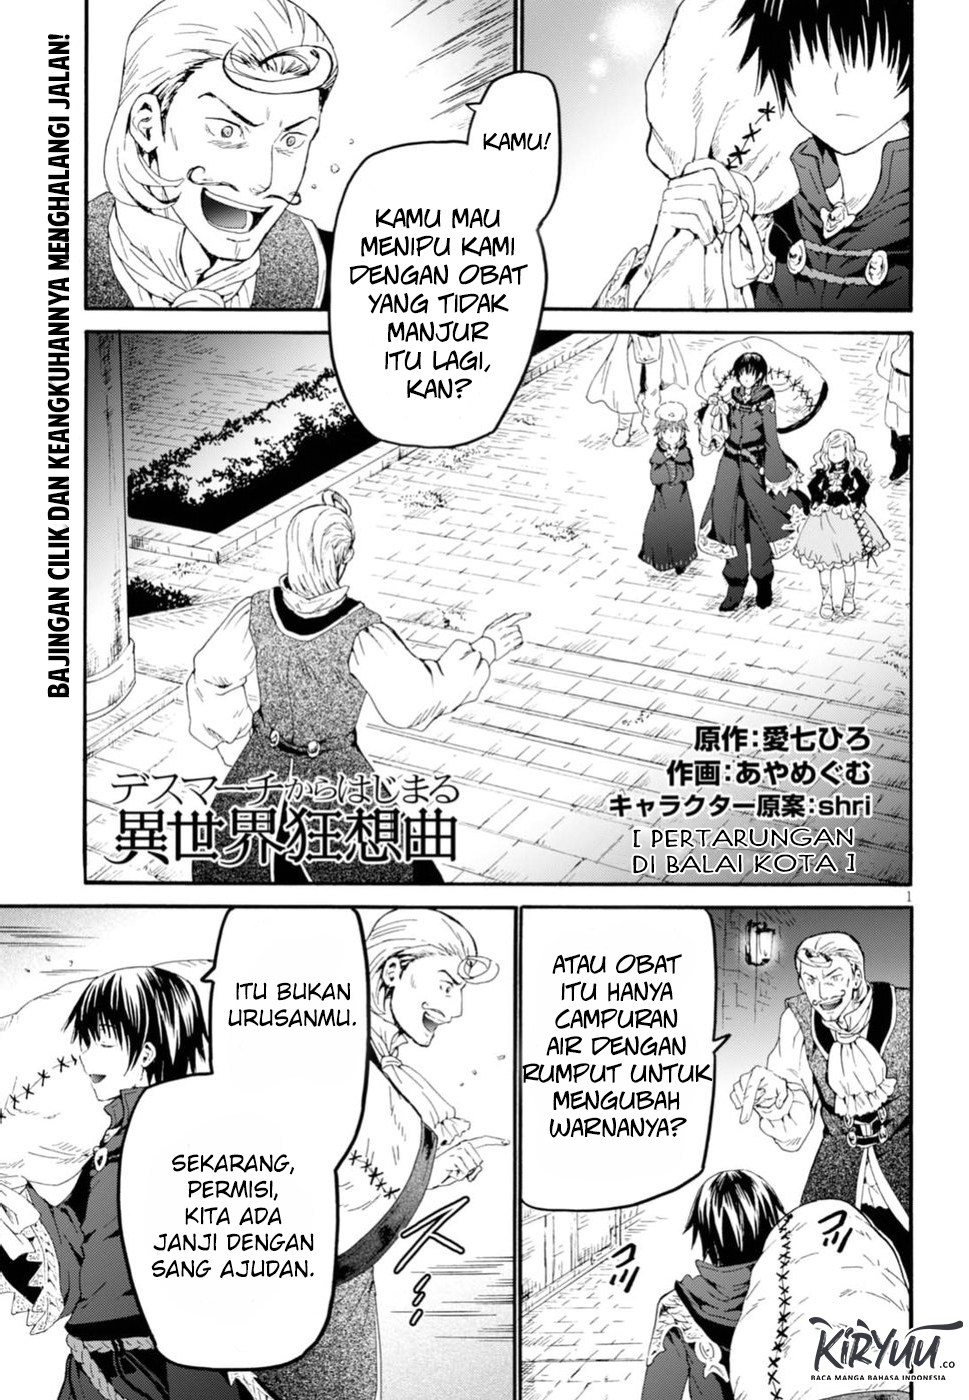 BAJINGAN CILIK DAN KEANGKUHANNYA MENGHALANGI JALAN!
KAMU!
KAMU MAU
MENIPU KAMI
DENGAN OBAT
YANG TIDAK
MANJUR
ITU LAGI,
KAN?
原作:愛七ひろ
作画:あやめぐむ
キャラクター原案:shri
[ PERTARUNGAN
DI BALAI KOTA ]
デスマーチからはじまる
異世界狂想曲
1
ATAU OBAT
ITU HANYA
CAMPURAN
AIR DENGAN
RUMPUT UNTUK
MENGUBAH
WARNANYA?
スッ
ITU BUKAN
URUSANMU.
SEKARANG,
PERMISI,
KITA ADA
JANJI DENGAN
SANG AJUDAN.
KIRYUU.CO
BACA MANGA BAHASA INDONESIA